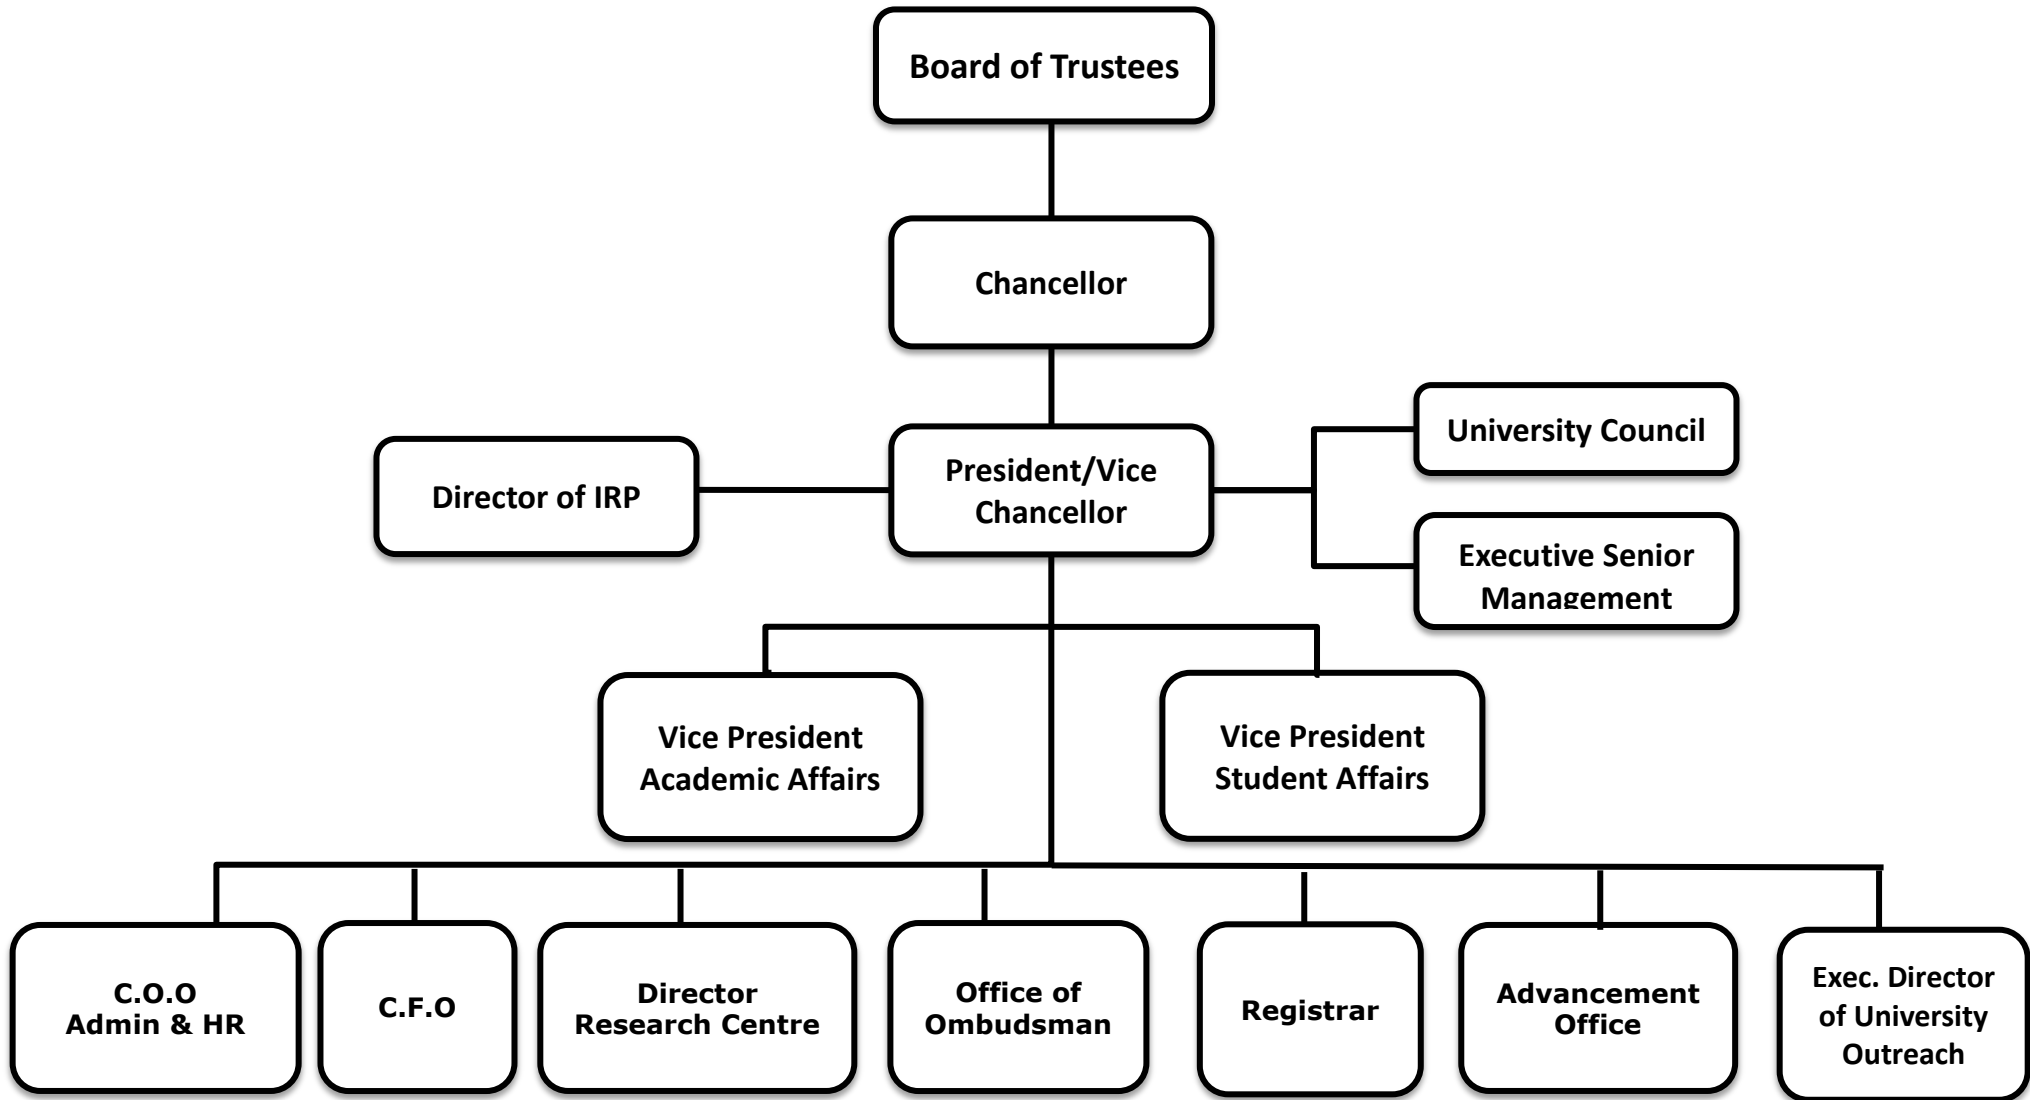 Board of Trustees
Chancellor
University Council
Director of IRP
President/Vice
Chancellor
Executive Senior
Management
Vice President
Academic Affairs
Vice President
Student Affairs
C.O.O
Admin & HR
C.F.O
Director
Research Centre
Office of
Ombudsman
Registrar
Advancement
Office
Exec. Director
of University
Outreach